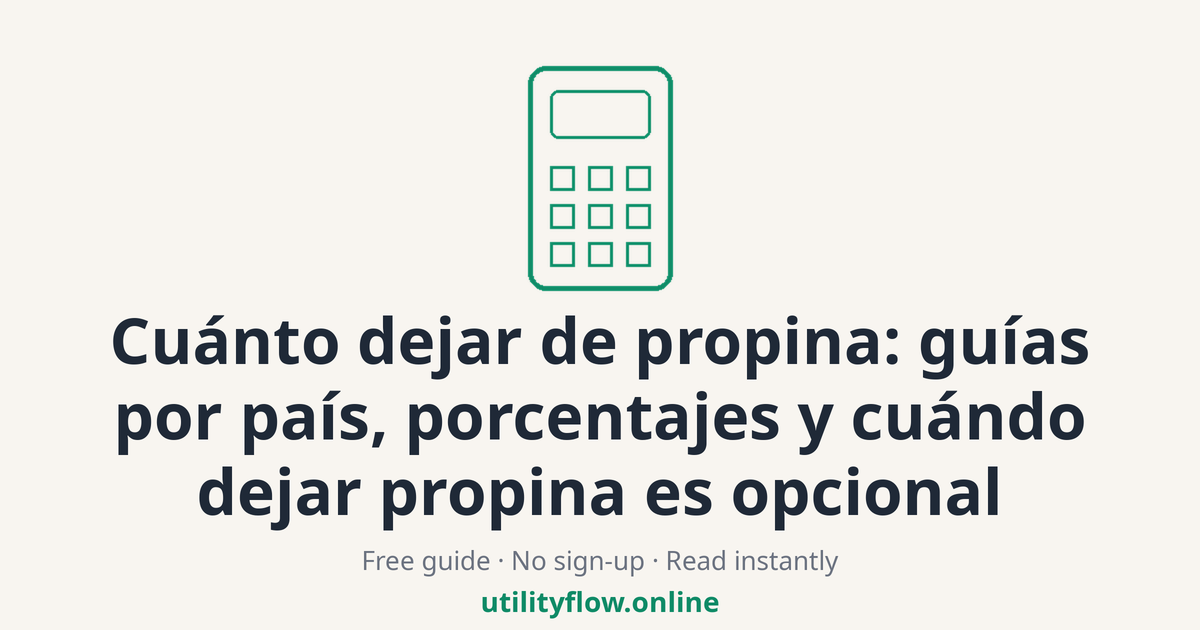 Cuánto dejar de propina: guías
por país, porcentajes y cuándo
dejar propina es opcional
Free guide · No sign-up · Read instantly
utilityflow.online